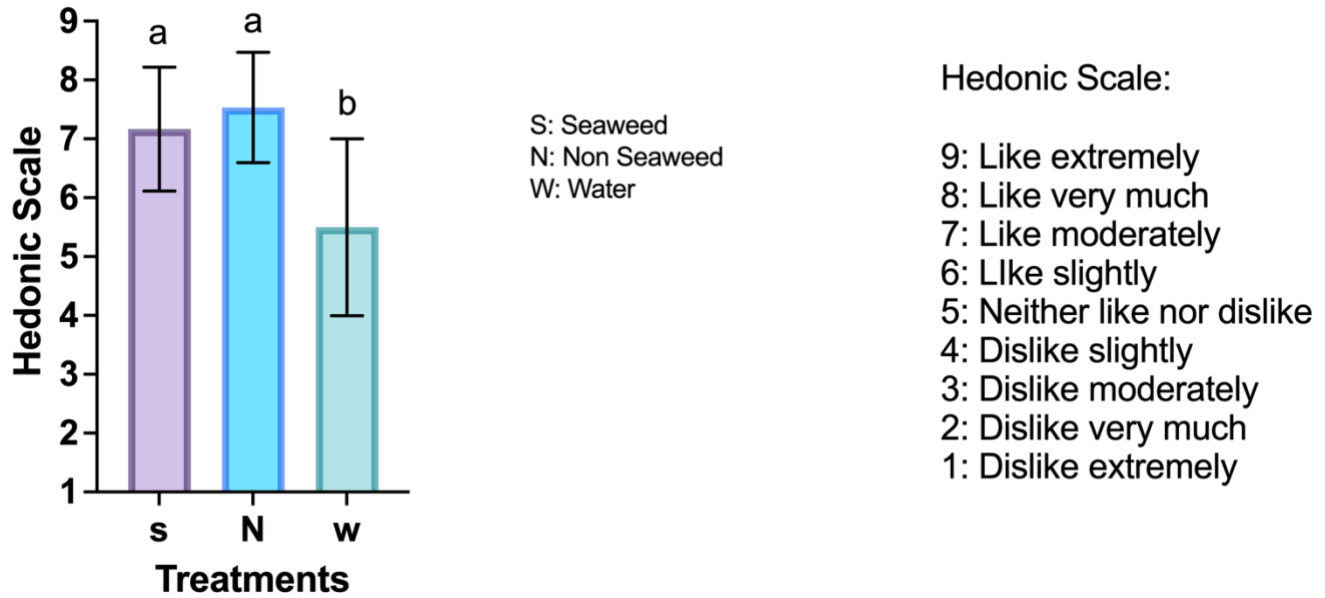 Hedonic Scale
9
8
7
6
5
4
3
2
1
a
a
b
s
N
w
Treatments
S: Seaweed
N: Non Seaweed
W: Water
Hedonic Scale:
9: Like extremely
8: Like very much
7: Like moderately
6: LIke slightly
5: Neither like nor dislike
4: Dislike slightly
3: Dislike moderately
2: Dislike very much
1: Dislike extremely